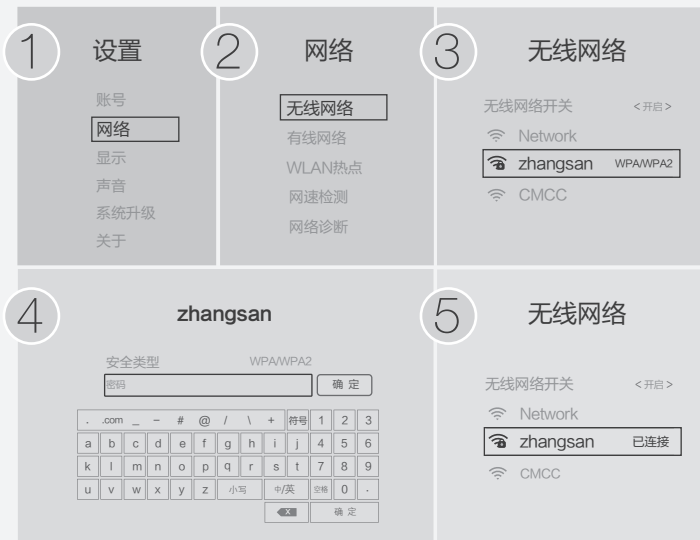 1
设置
账号
网络
显示
声音
系统升级
关于
2
网络
无线网络
有线网络
WLAN热点
网速检测
网络诊断
3
无线网络
无线网络开关 <开启>
Network
zhangsan WPA/WPA2
CMCC
4
zhangsan
安全类型 WPA/WPA2
密码 确定
. .com _ − # @ / \ + 符号 1 2 3
a b c d e f g h i j 4 5 6
k l m n o p q r s t 7 8 9
u v w x y z 小写 中/英 空格 0 .
X 确定
5
无线网络
无线网络开关 <开启>
Network
zhangsan 已连接
CMCC